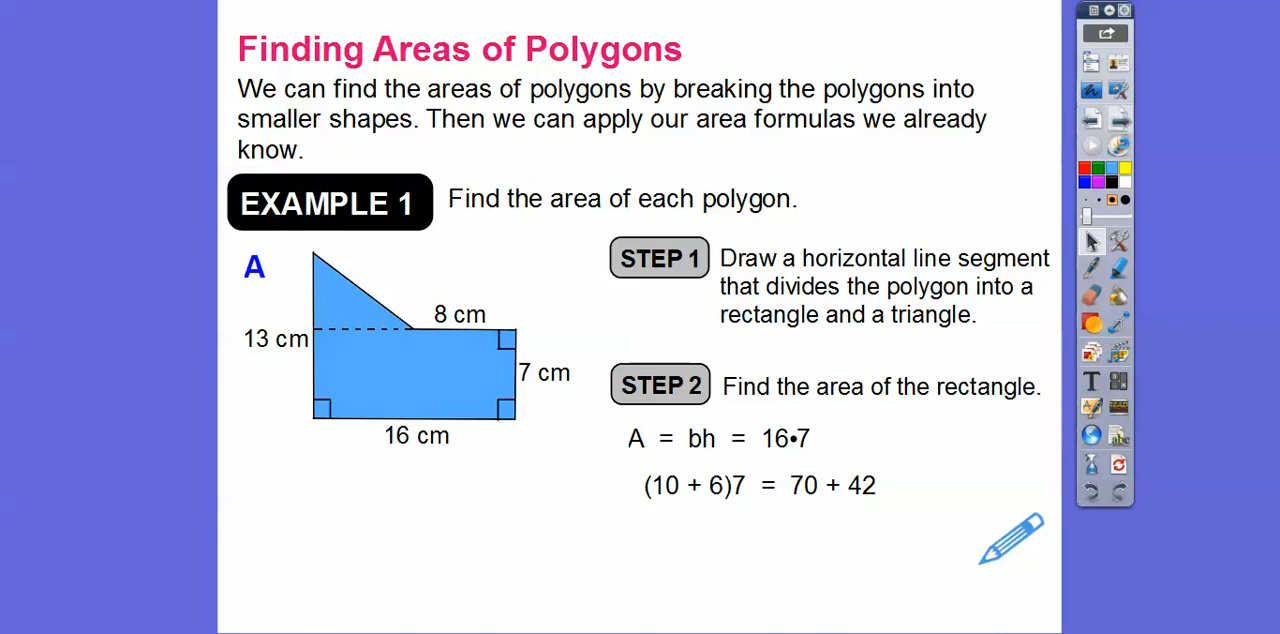 Finding Areas of Polygons
We can find the areas of polygons by breaking the polygons into
smaller shapes. Then we can apply our area formulas we already
know.
EXAMPLE 1 Find the area of each polygon.
A
8 cm
13 cm
7 cm
16 cm
STEP 1 Draw a horizontal line segment
that divides the polygon into a
rectangle and a triangle.
STEP 2 Find the area of the rectangle.
A = bh = 16•7
(10 + 6)7 = 70 + 42